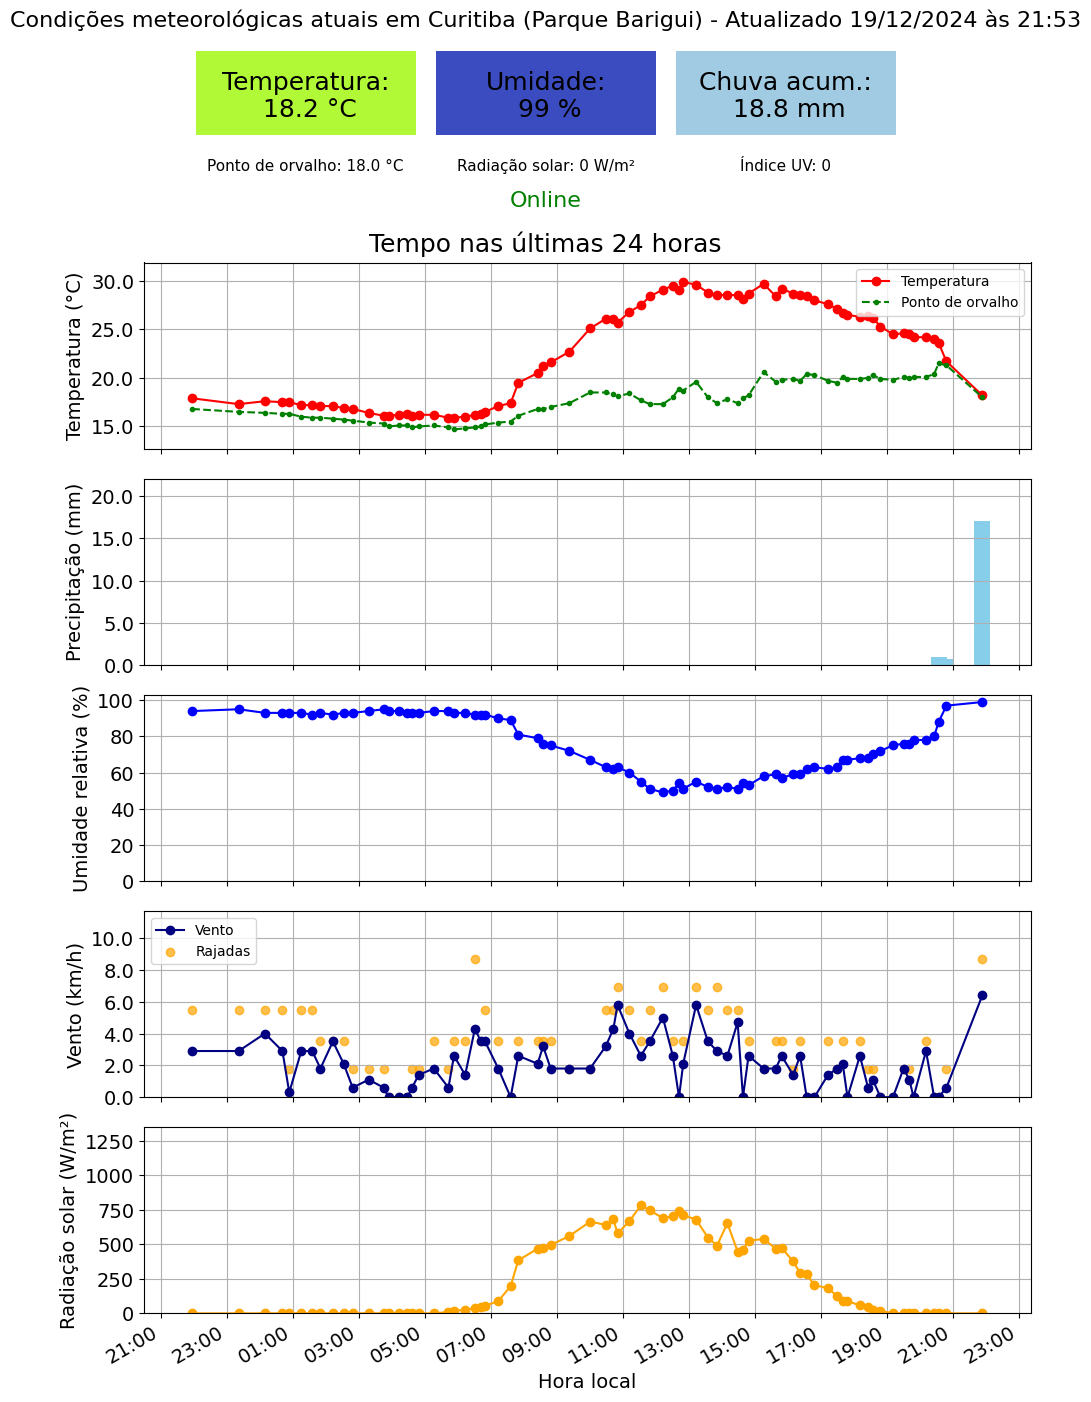 Condições meteorológicas atuais em Curitiba (Parque Barigui) - Atualizado 19/12/2024 às 21:53
Temperatura:
18.2 °C
Umidade:
99 %
Chuva acum.:
18.8 mm
Ponto de orvalho: 18.0 °C
Radiação solar: 0 W/m²
Índice UV: 0
Online
Tempo nas últimas 24 horas
Temperatura (°C)
30.0
25.0
20.0
15.0
Temperatura
Ponto de orvalho
Precipitação (mm)
20.0
15.0
10.0
5.0
0.0
Umidade relativa (%)
100
80
60
40
20
0
Vento (km/h)
10.0
8.0
6.0
4.0
2.0
0.0
Vento
Rajadas
Radiação solar (W/m²)
1250
1000
750
500
250
0
21:00
23:00
01:00
03:00
05:00
07:00
09:00
11:00
13:00
15:00
17:00
19:00
21:00
23:00
Hora local